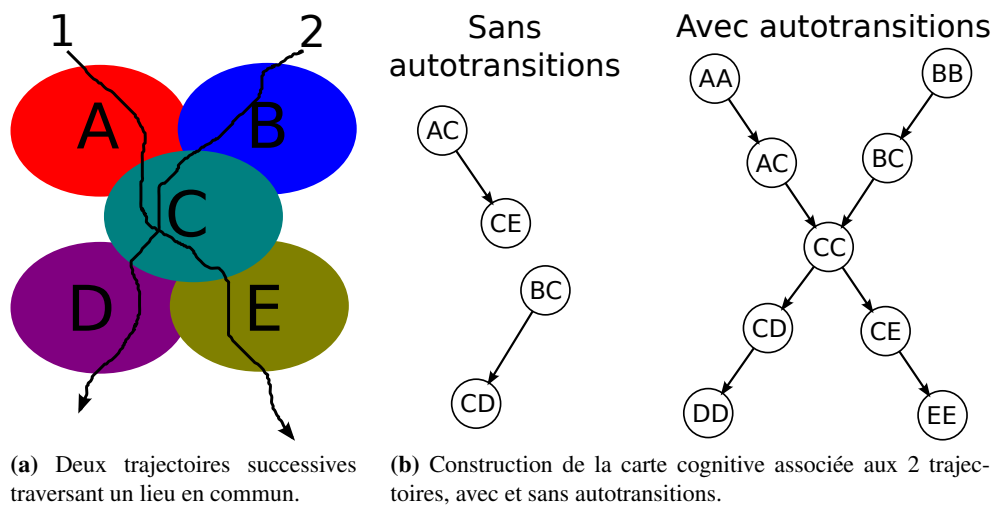 1
2
A
B
C
D
E
Sans
autotransitions
AC
CE
BC
CD
Avec autotransitions
AA
BB
AC
BC
CC
CD
CE
DD
EE
(a) Deux trajectoires successives
traversant un lieu en commun.
(b) Construction de la carte cognitive associée aux 2 trajec-
toires, avec et sans autotransitions.